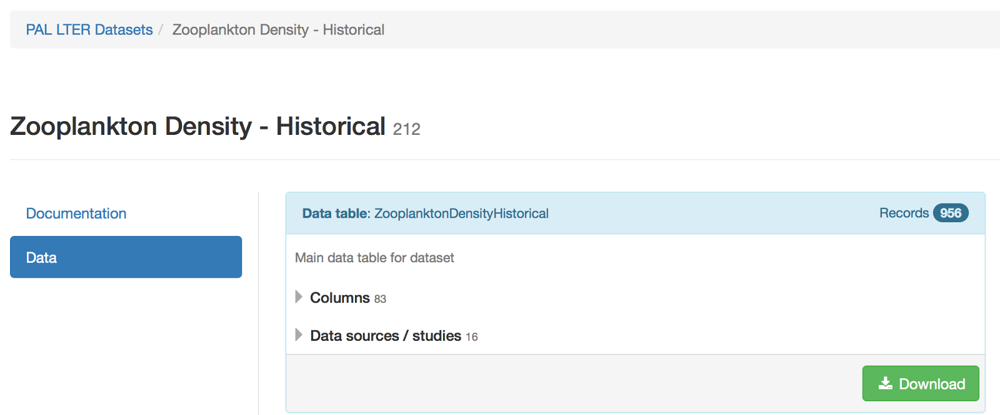 PAL LTER Datasets / Zooplankton Density - Historical
Zooplankton Density - Historical 212
Documentation
Data
Data table: ZooplanktonDensityHistorical Records 956
Main data table for dataset
Columns 83
Data sources / studies 16
Download